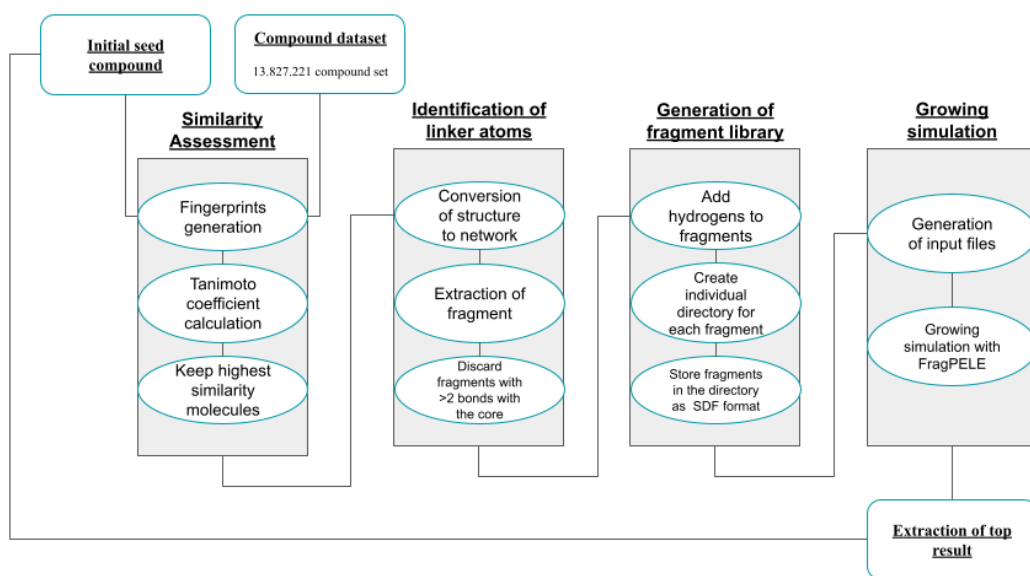 Initial seed
compound
Compound dataset
13.827.221 compound set
Similarity
Assessment
Fingerprints
generation
Tanimoto
coefficient
calculation
Keep highest
similarity
molecules
Identification of
linker atoms
Conversion
of structure
to network
Extraction of
fragment
Discard
fragments with
>2 bonds with
the core
Generation of
fragment library
Add
hydrogens to
fragments
Create
individual
directory for
each fragment
Store fragments
in the directory
as SDF format
Growing
simulation
Generation
of input files
Growing
simulation with
FragPELE
Extraction of top
result